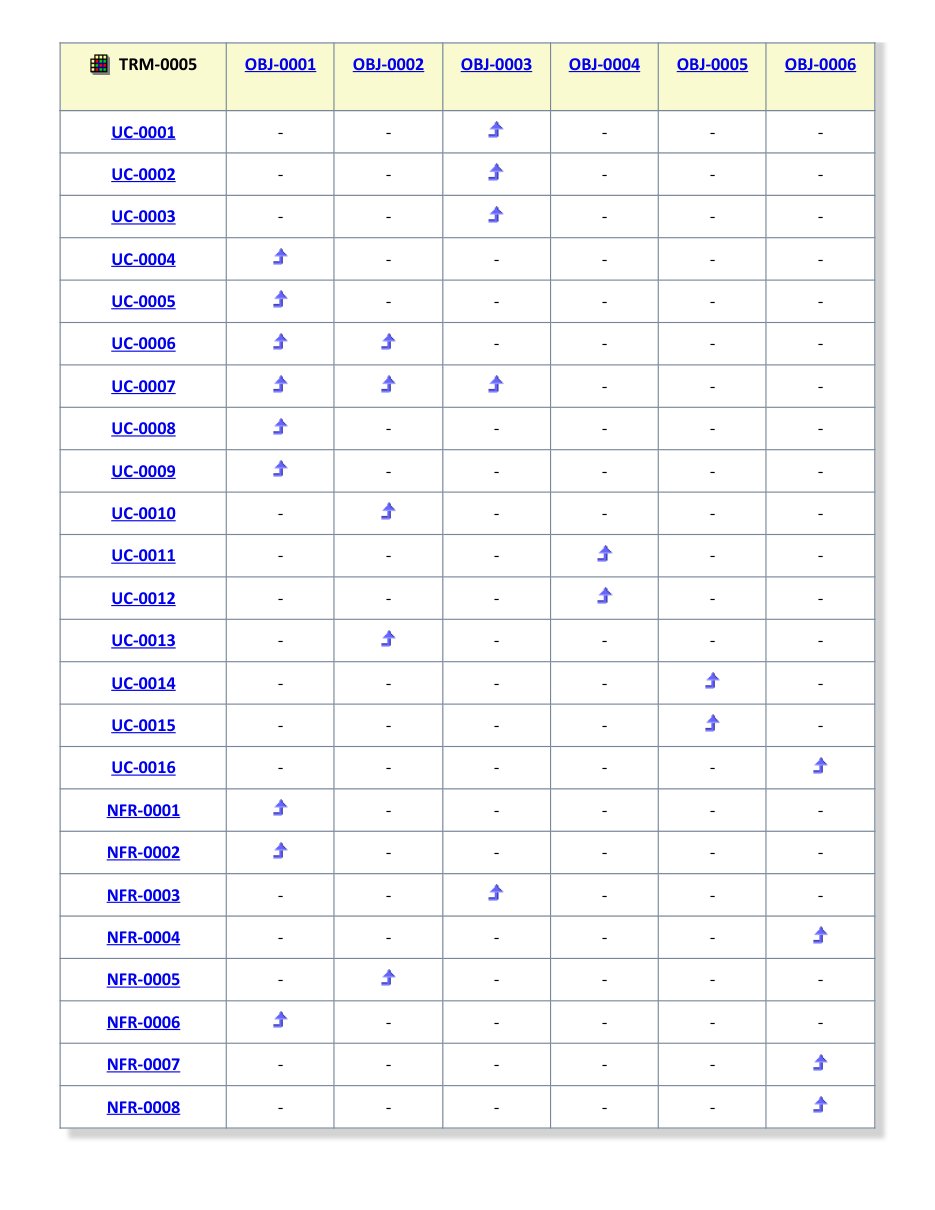 TRM-0005 OBJ-0001 OBJ-0002 OBJ-0003 OBJ-0004 OBJ-0005 OBJ-0006
UC-0001 - - - - -
UC-0002 - - - - -
UC-0003 - - - - -
UC-0004 - - - - -
UC-0005 - - - - -
UC-0006 - - - -
UC-0007 - - -
UC-0008 - - - - -
UC-0009 - - - - -
UC-0010 - - - - -
UC-0011 - - - - -
UC-0012 - - - - -
UC-0013 - - - - -
UC-0014 - - - - -
UC-0015 - - - - -
UC-0016 - - - - -
NFR-0001 - - - - -
NFR-0002 - - - - -
NFR-0003 - - - - -
NFR-0004 - - - - -
NFR-0005 - - - - -
NFR-0006 - - - - -
NFR-0007 - - - - -
NFR-0008 - - - - -